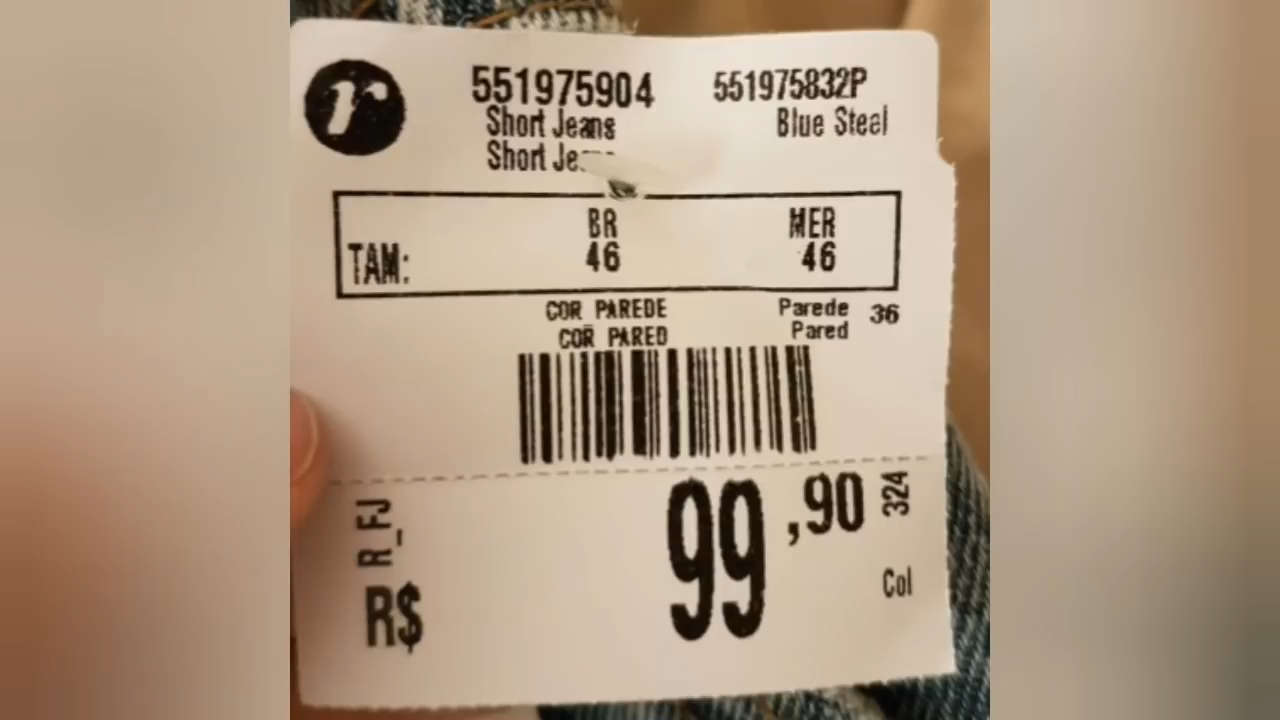 r
551975904 551975832P
Short Jeans Blue Steel
Short
BR MER
TAM: 46 46
COR PAREDE Parede 36
COR PARED Pared
R_FJ
R$ 99,90
324
Col